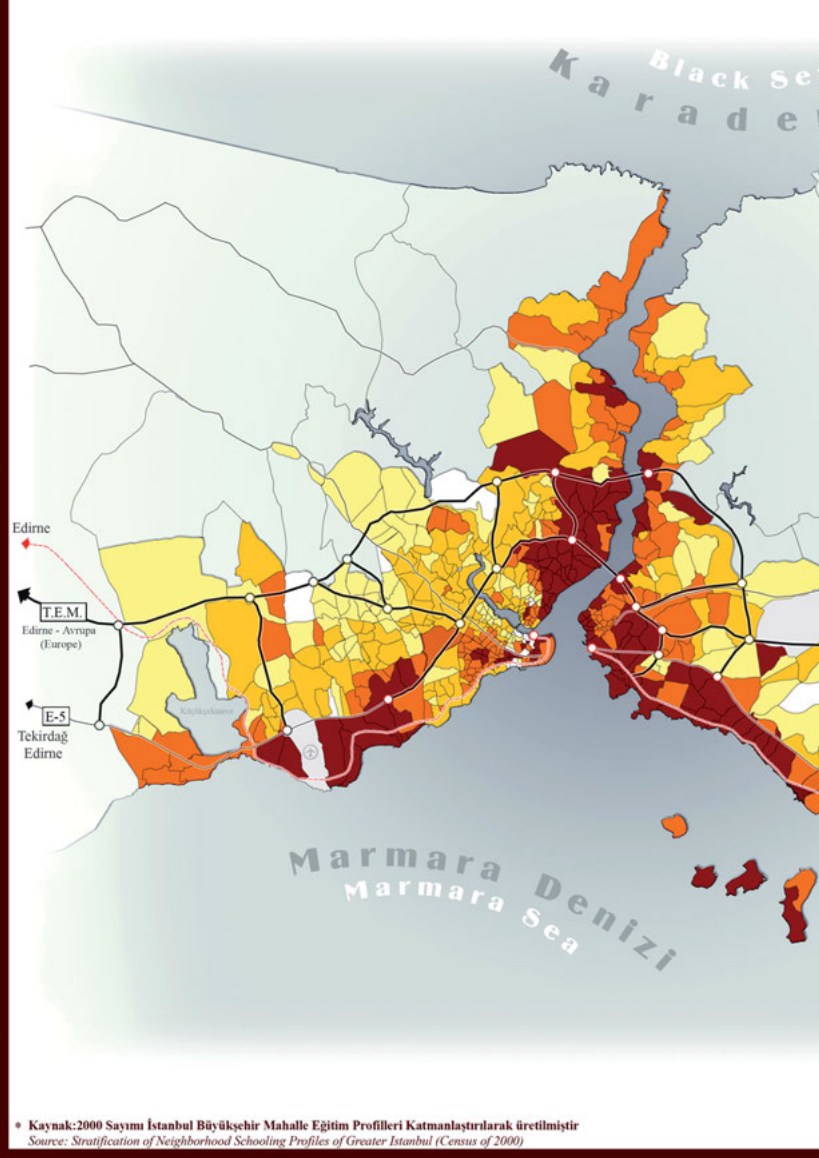 Black Se
Karade
Edirne
T.E.M.
Edirne - Avrupa
(Europe)
Küçükçekmece
E-5
Tekirdağ
Edirne
Marmara Denizi
Marmara Sea
* Kaynak:2000 Sayımı İstanbul Büyükşehir Mahalle Eğitim Profilleri Katmanlaştırılarak üretilmiştir
Source: Stratification of Neighborhood Schooling Profiles of Greater Istanbul (Census of 2000)